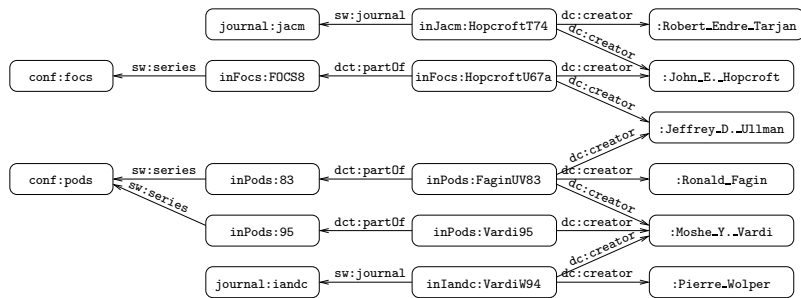 journal:jacm sw:journal inJacm:HopcroftT74 dc:creator :Robert_Endre_Tarjan
dc:creator
conf:focs sw:series inFocs:FOCS8 dct:partOf inFocs:HopcroftU67a dc:creator :John_E._Hopcroft
dc:creator
:Jeffrey_D._Ullman
dc:creator
conf:pods sw:series inPods:83 dct:partOf inPods:FaginUV83 dc:creator :Ronald_Fagin
sw:series
dc:creator
inPods:95 dct:partOf inPods:Vardi95 dc:creator :Moshe_Y._Vardi
dc:creator
journal:iandc sw:journal inIandc:VardiW94 dc:creator :Pierre_Wolper